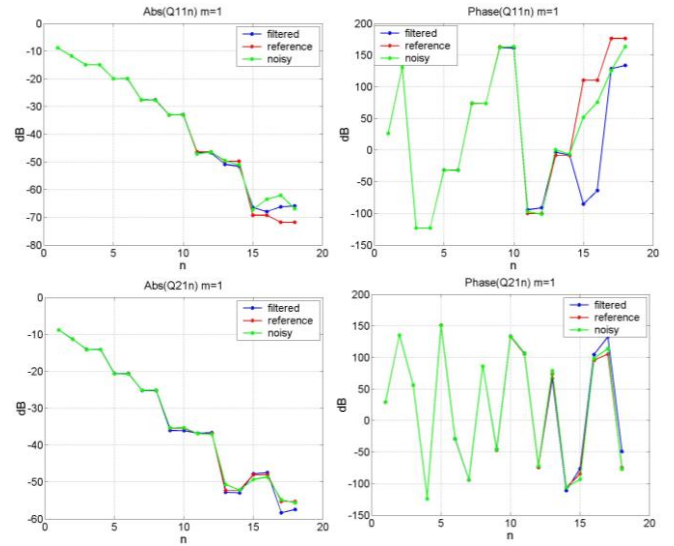 Abs(Q11n) m=1
0
-10
-20
-30
-40
-50
-60
-70
-80
dB
0
5
10
15
20
n
filtered
reference
noisy
Phase(Q11n) m=1
200
150
100
50
0
-50
-100
-150
dB
0
5
10
15
20
n
filtered
reference
noisy
Abs(Q21n) m=1
0
-10
-20
-30
-40
-50
-60
dB
0
5
10
15
20
n
filtered
reference
noisy
Phase(Q21n) m=1
200
150
100
50
0
-50
-100
-150
dB
0
5
10
15
20
n
filtered
reference
noisy